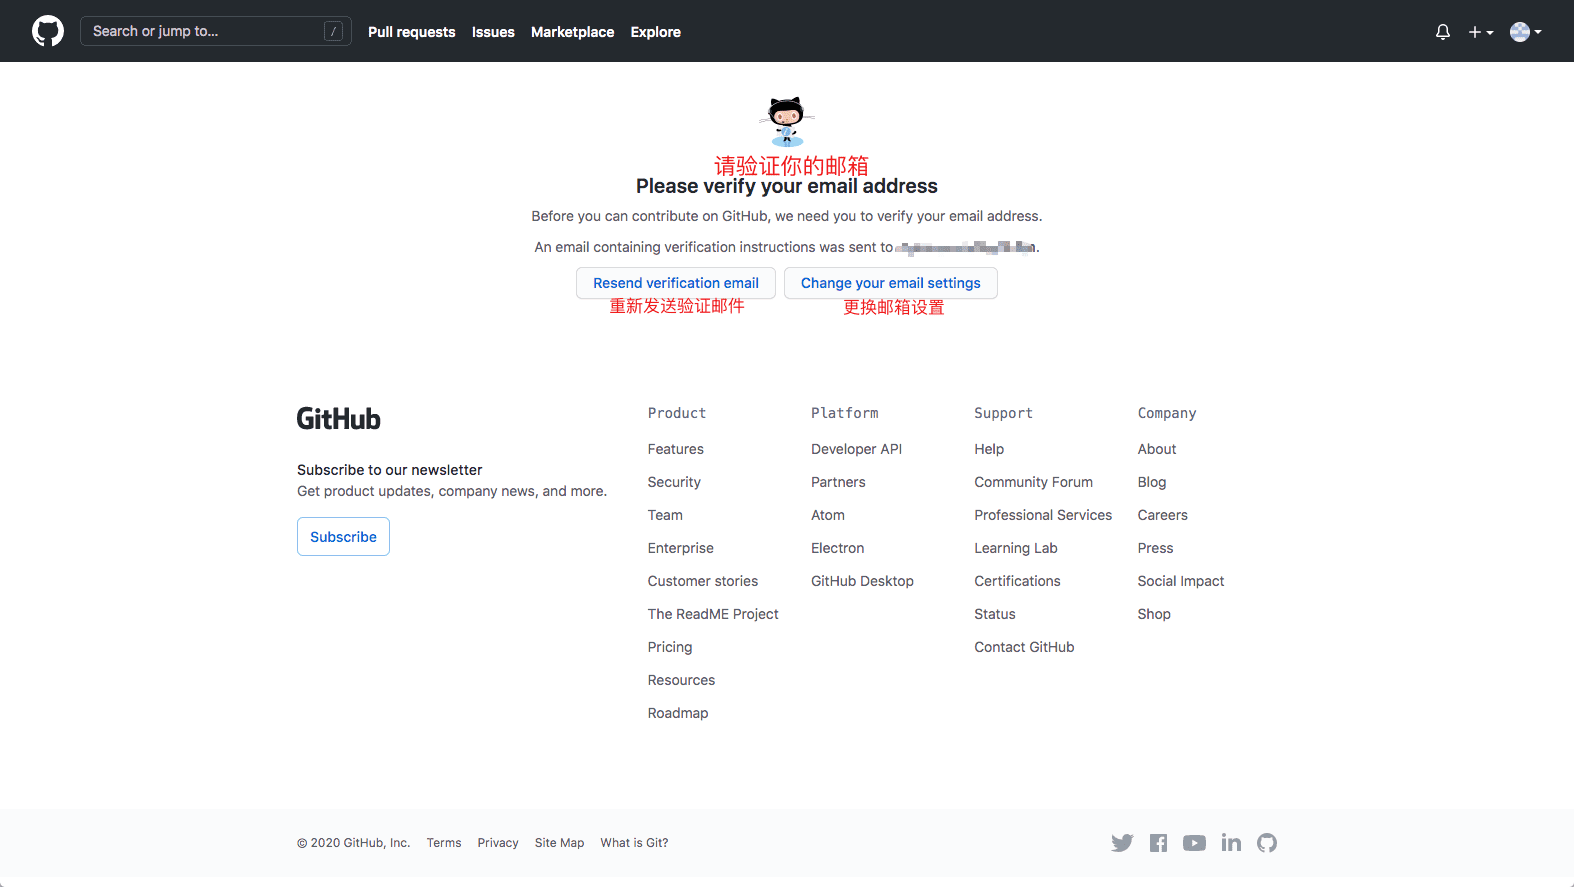 Search or jump to...
/
Pull requests
Issues
Marketplace
Explore
请验证你的邮箱
Please verify your email address
Before you can contribute on GitHub, we need you to verify your email address.
An email containing verification instructions was sent to
Resend verification email
Change your email settings
重新发送验证邮件
更换邮箱设置
GitHub
Subscribe to our newsletter
Get product updates, company news, and more.
Subscribe
Product
Features
Security
Team
Enterprise
Customer stories
The ReadME Project
Pricing
Resources
Roadmap
Platform
Developer API
Partners
Atom
Electron
GitHub Desktop
Support
Help
Community Forum
Professional Services
Learning Lab
Certifications
Status
Contact GitHub
Company
About
Blog
Careers
Press
Social Impact
Shop
© 2020 GitHub, Inc.
Terms
Privacy
Site Map
What is Git?